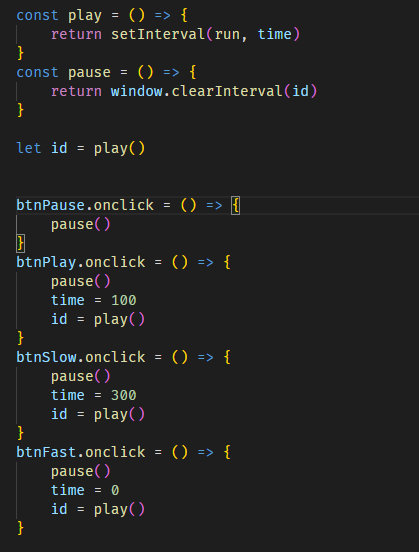 const play = () => {
    return setInterval(run, time)
}
const pause = () => {
    return window.clearInterval(id)
}

let id = play()


btnPause.onclick = () => {
    pause()
}
btnPlay.onclick = () => {
    pause()
    time = 100
    id = play()
}
btnSlow.onclick = () => {
    pause()
    time = 300
    id = play()
}
btnFast.onclick = () => {
    pause()
    time = 0
    id = play()
}